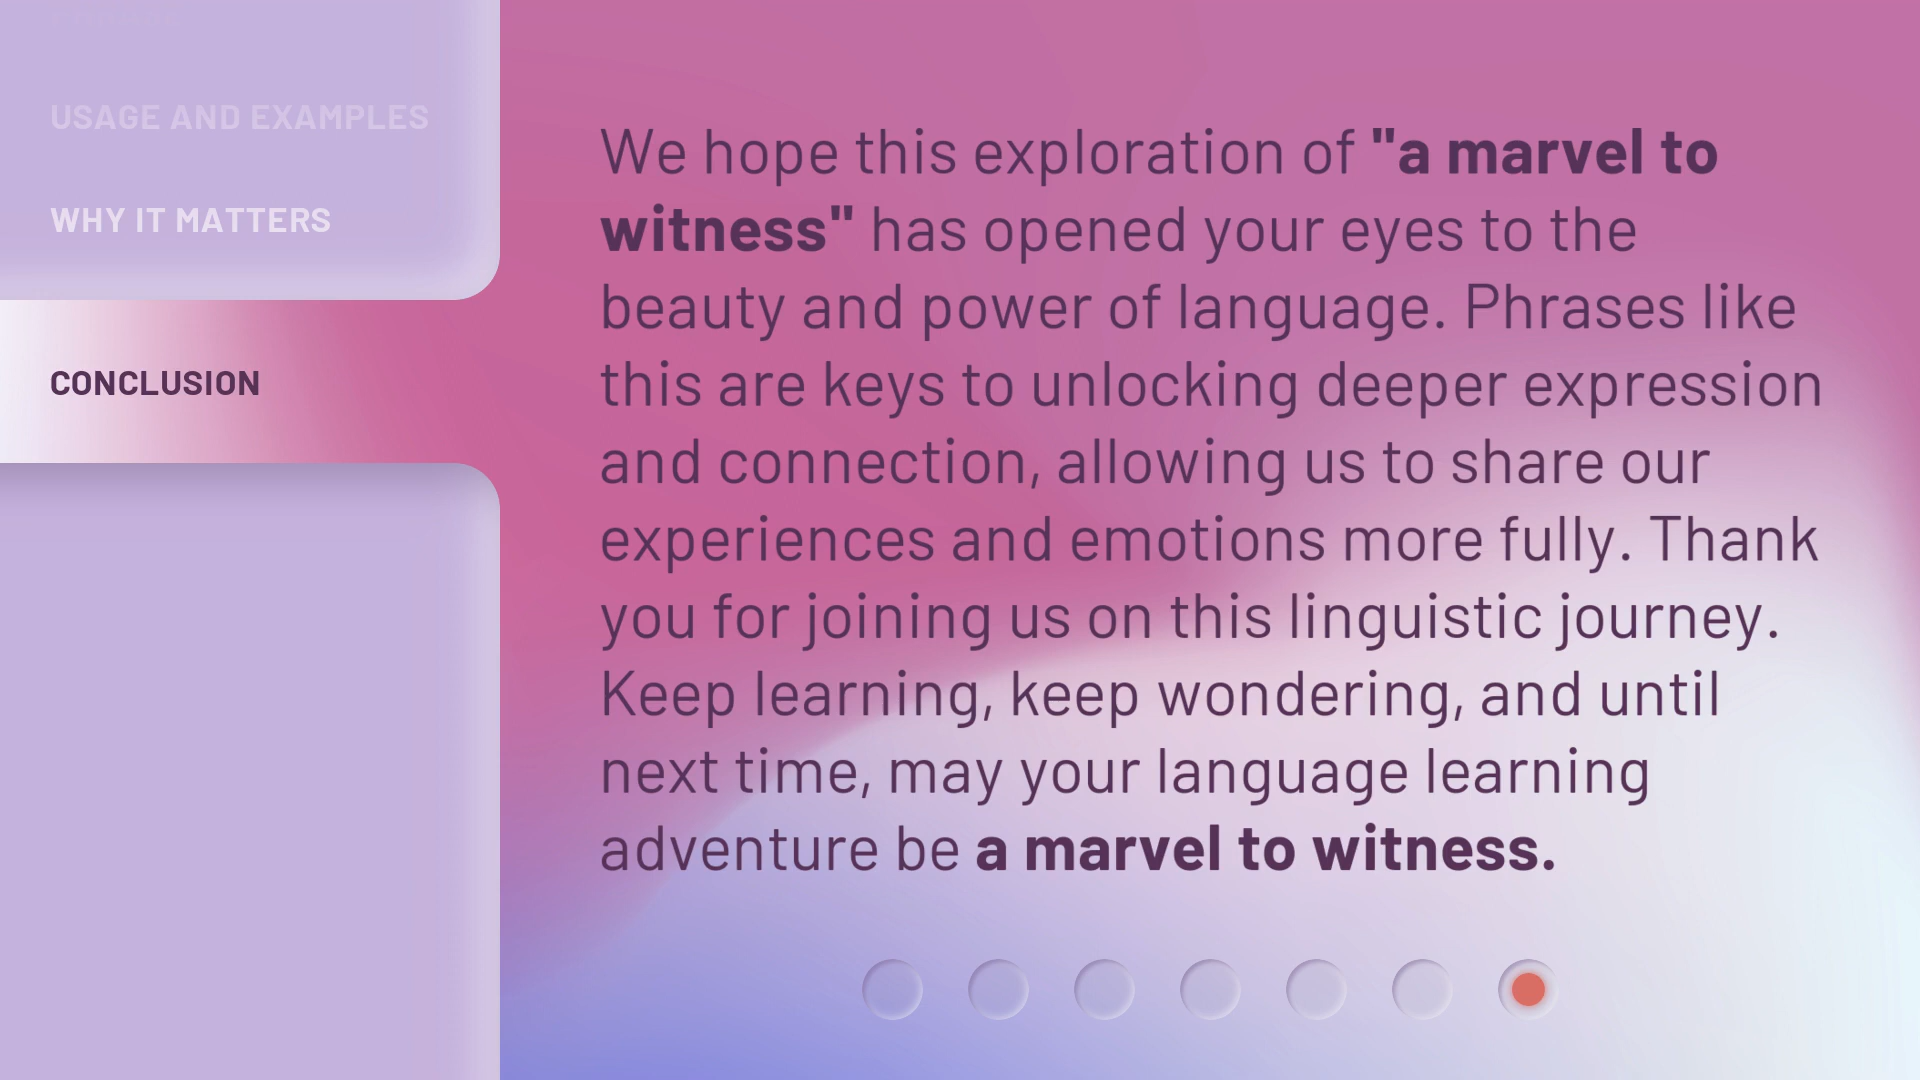 USAGE AND EXAMPLES
WHY IT MATTERS
CONCLUSION
We hope this exploration of "a marvel to
witness" has opened your eyes to the
beauty and power of language. Phrases like
this are keys to unlocking deeper expression
and connection, allowing us to share our
experiences and emotions more fully. Thank
you for joining us on this linguistic journey.
Keep learning, keep wondering, and until
next time, may your language learning
adventure be a marvel to witness.